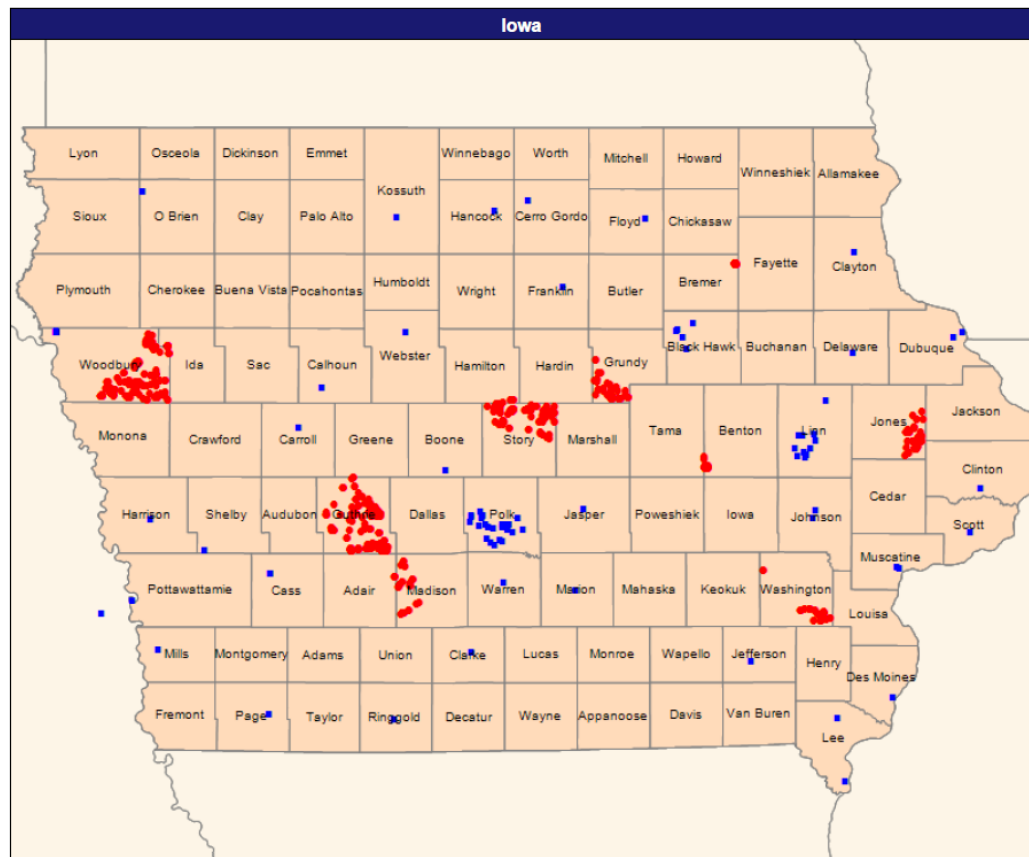 Iowa
Lyon Osceola Dickinson Emmet Winnebago Worth Mitchell Howard
Kossuth Winneshiek Allamakee
Sioux O Brien Clay Palo Alto Hancock Cerro Gordo Floyd Chickasaw
Plymouth Cherokee Buena Vista Pocahontas Humboldt Wright Franklin Butler Bremer Fayette Clayton
Woodbury Ida Sac Calhoun Webster Hamilton Hardin Grundy Black Hawk Buchanan Delaware Dubuque
Monona Crawford Carroll Greene Boone Story Marshall Tama Benton Linn Jones Jackson
Clinton
Harrison Shelby Audubon Guthrie Dallas Polk Jasper Poweshiek Iowa Johnson Cedar
Scott
Muscatine
Pottawattamie Cass Adair Madison Warren Marion Mahaska Keokuk Washington
Louisa
Mills Montgomery Adams Union Clarke Lucas Monroe Wapello Jefferson Henry
Des Moines
Fremont Page Taylor Ringgold Decatur Wayne Appanoose Davis Van Buren
Lee